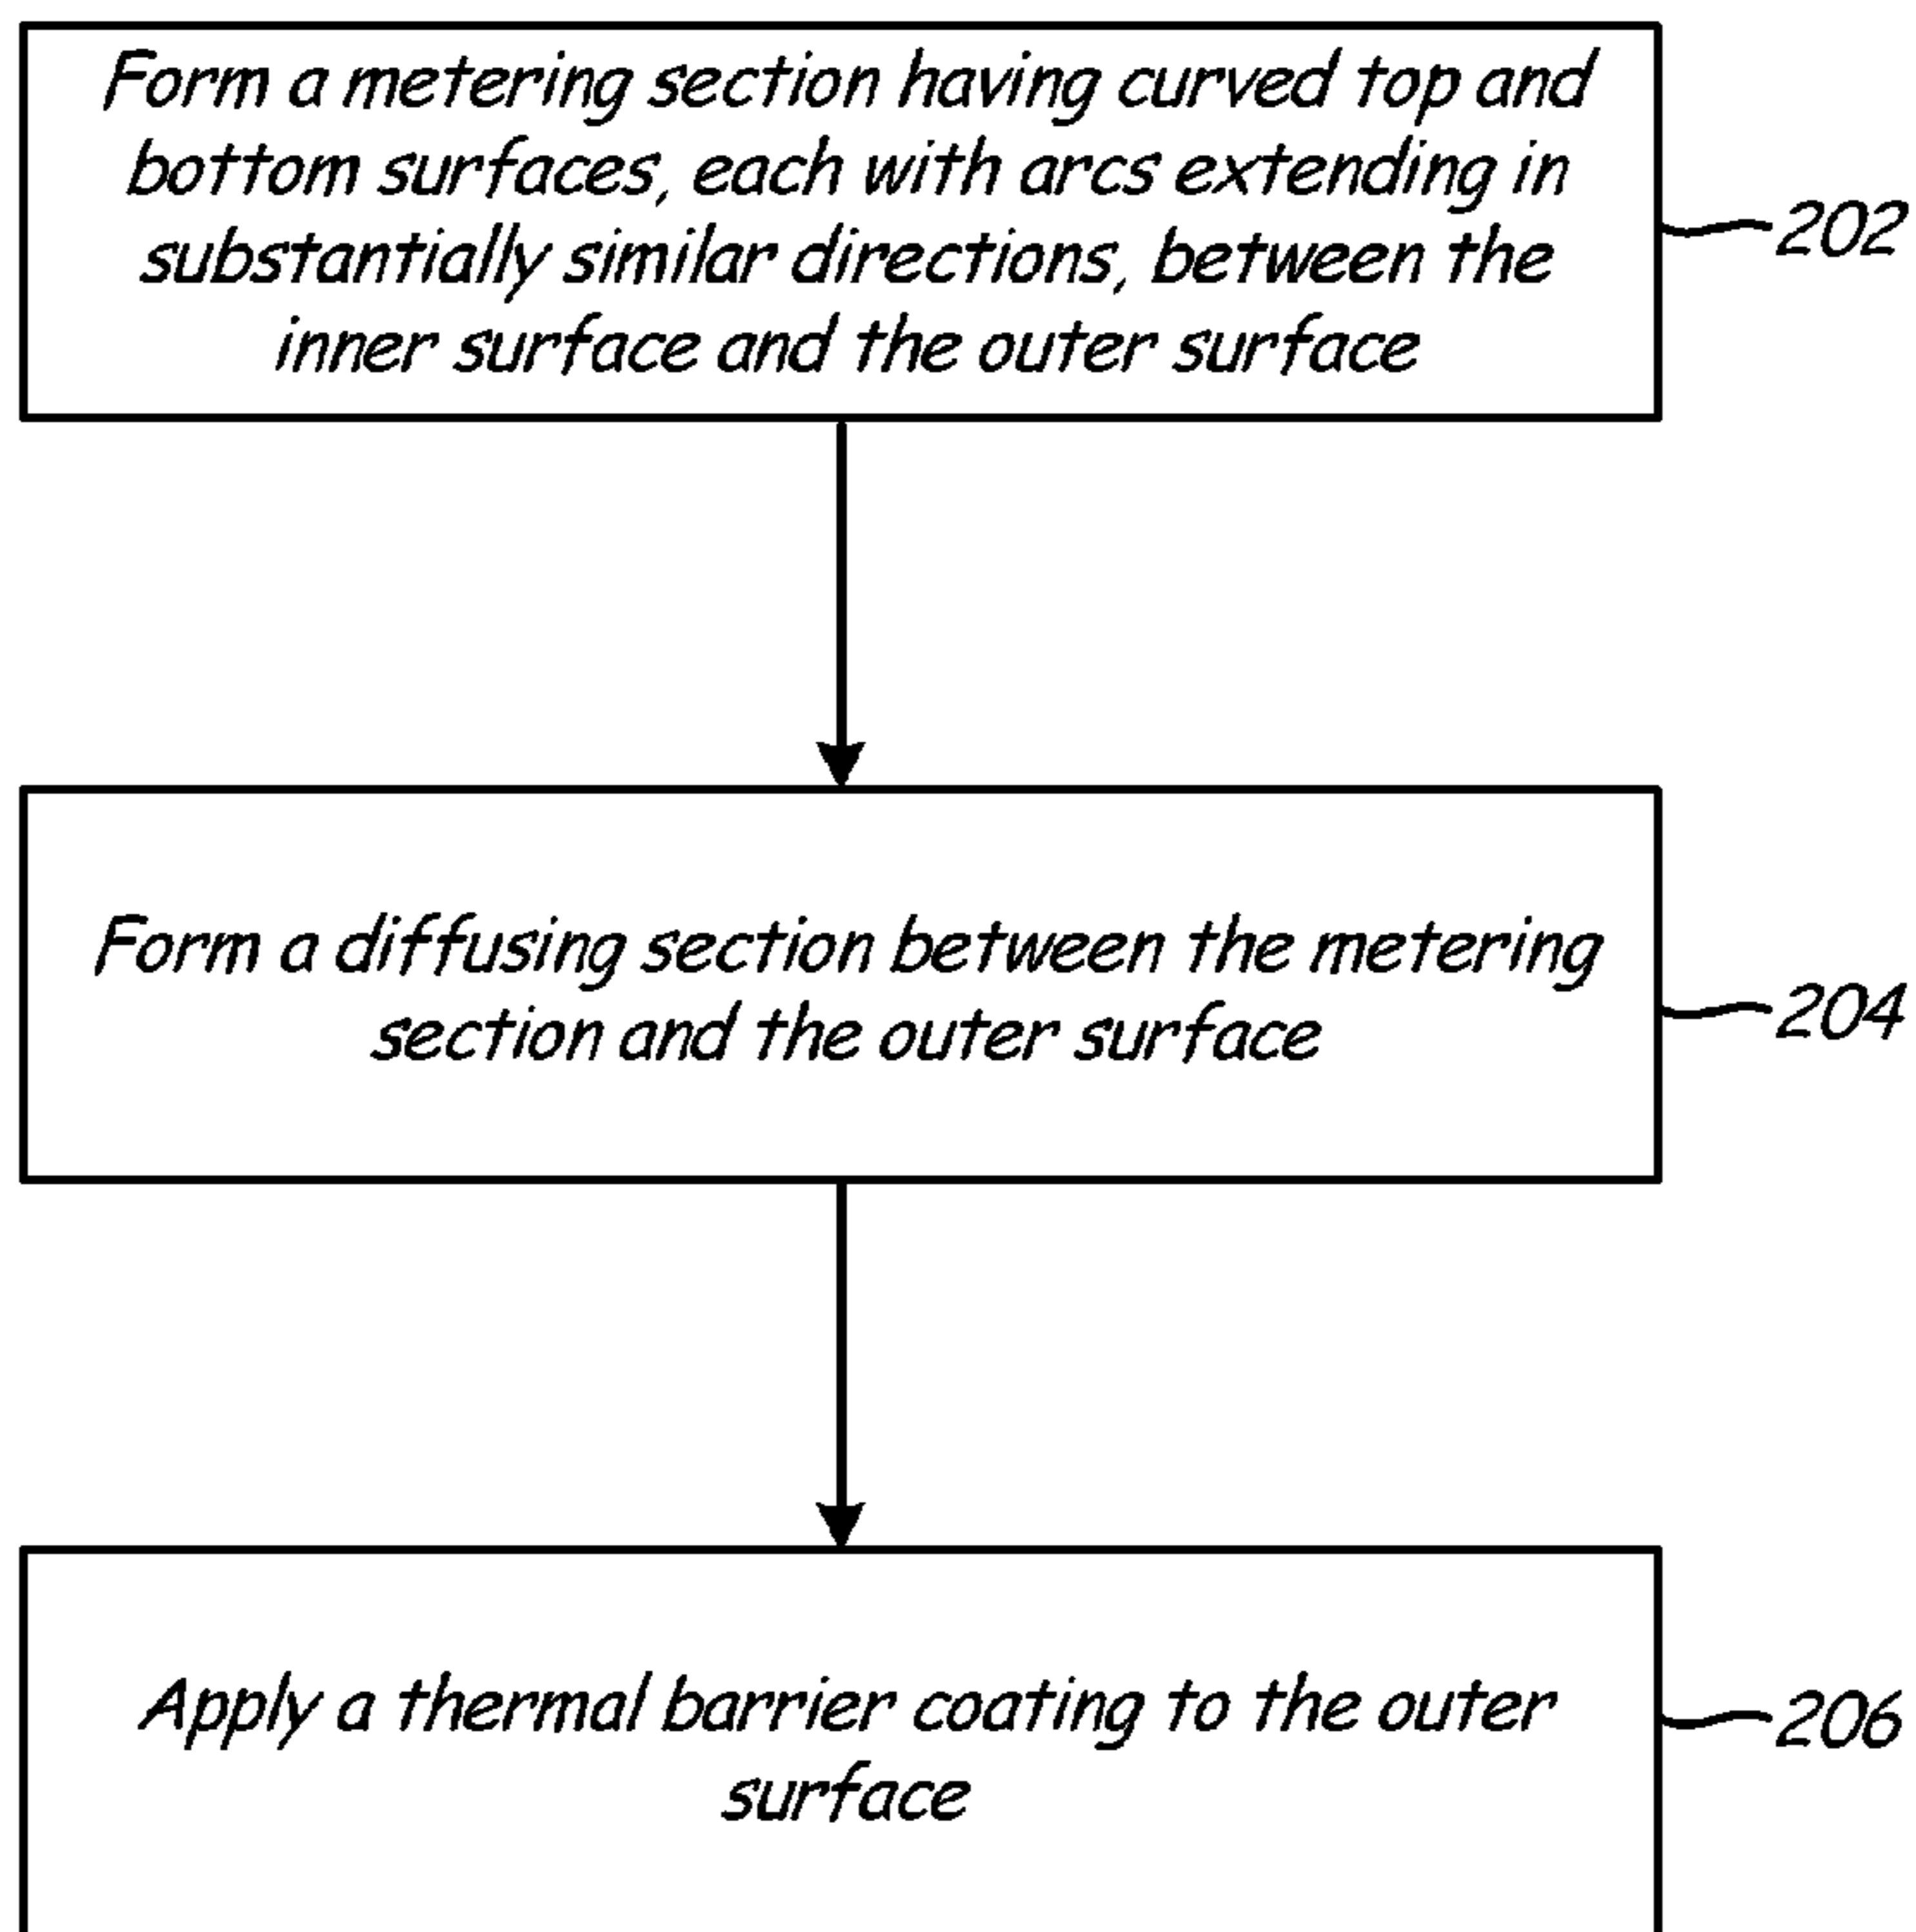 Form a metering section having curved top and
bottom surfaces, each with arcs extending in
substantially similar directions, between the
inner surface and the outer surface
202
Form a diffusing section between the metering
section and the outer surface
204
Apply a thermal barrier coating to the outer
surface
206